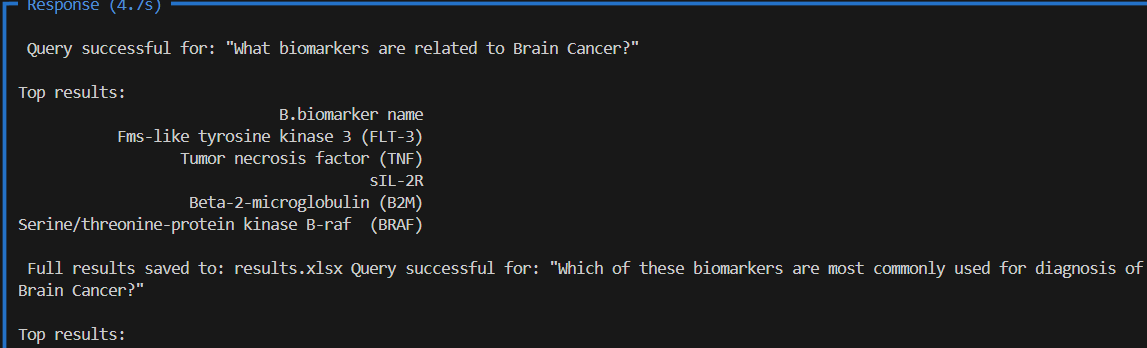 Response (4.7s)
Query successful for: "What biomarkers are related to Brain Cancer?"
Top results:
B.biomarker name
Fms-like tyrosine kinase 3 (FLT-3)
Tumor necrosis factor (TNF)
sIL-2R
Beta-2-microglobulin (B2M)
Serine/threonine-protein kinase B-raf  (BRAF)
Full results saved to: results.xlsx Query successful for: "Which of these biomarkers are most commonly used for diagnosis of
Brain Cancer?"
Top results: